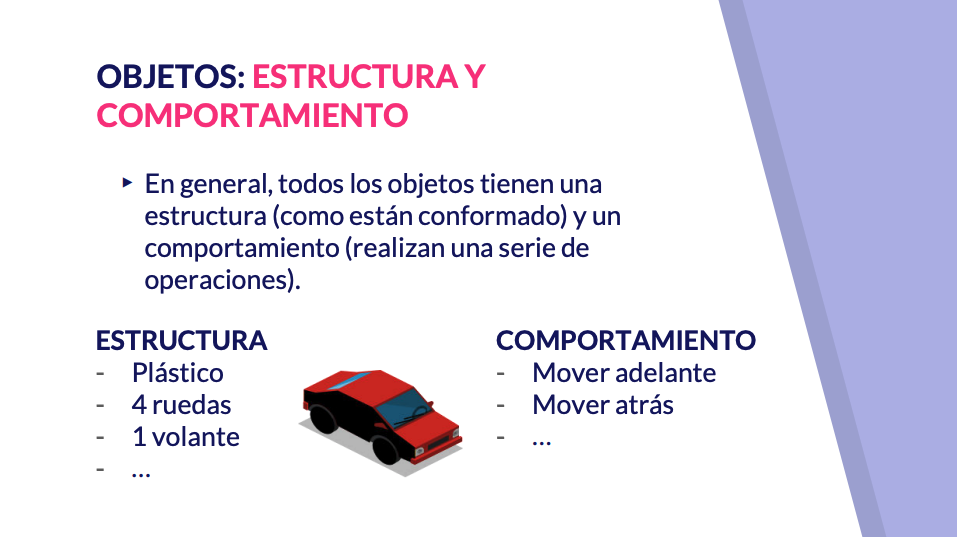 OBJETOS: ESTRUCTURA Y
COMPORTAMIENTO
▸ En general, todos los objetos tienen una
estructura (como están conformado) y un
comportamiento (realizan una serie de
operaciones).
ESTRUCTURA
- Plástico
- 4 ruedas
- 1 volante
- ...
COMPORTAMIENTO
- Mover adelante
- Mover atrás
- ...